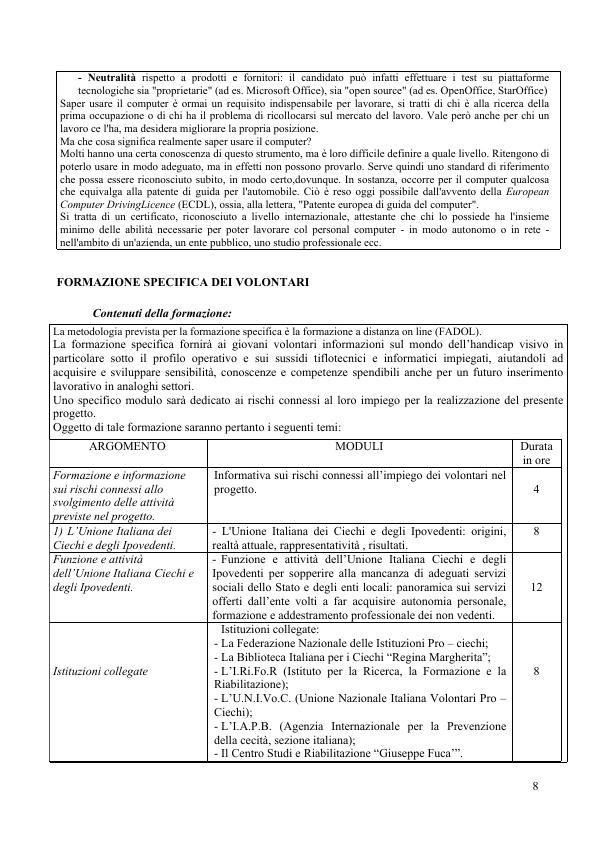 - Neutralità rispetto a prodotti e fornitori: il candidato può infatti effettuare i test su piattaforme
tecnologiche sia "proprietarie" (ad es. Microsoft Office), sia "open source" (ad es. OpenOffice, StarOffice)
Saper usare il computer è ormai un requisito indispensabile per lavorare, si tratti di chi è alla ricerca della
prima occupazione o di chi ha il problema di ricollocarsi sul mercato del lavoro. Vale però anche per chi un
lavoro ce l'ha, ma desidera migliorare la propria posizione.
Ma che cosa significa realmente saper usare il computer?
Molti hanno una certa conoscenza di questo strumento, ma è loro difficile definire a quale livello. Ritengono di
poterlo usare in modo adeguato, ma in effetti non possono provarlo. Serve quindi uno standard di riferimento
che possa essere riconosciuto subito, in modo certo,dovunque. In sostanza, occorre per il computer qualcosa
che equivalga alla patente di guida per l'automobile. Ciò è reso oggi possibile dall'avvento della European
Computer DrivingLicence (ECDL), ossia, alla lettera, "Patente europea di guida del computer".
Si tratta di un certificato, riconosciuto a livello internazionale, attestante che chi lo possiede ha l'insieme
minimo delle abilità necessarie per poter lavorare col personal computer - in modo autonomo o in rete -
nell'ambito di un'azienda, un ente pubblico, uno studio professionale ecc.
FORMAZIONE SPECIFICA DEI VOLONTARI
Contenuti della formazione:
La metodologia prevista per la formazione specifica è la formazione a distanza on line (FADOL).
La formazione specifica fornirà ai giovani volontari informazioni sul mondo dell’handicap visivo in
particolare sotto il profilo operativo e sui sussidi tiflotecnici e informatici impiegati, aiutandoli ad
acquisire e sviluppare sensibilità, conoscenze e competenze spendibili anche per un futuro inserimento
lavorativo in analoghi settori.
Uno specifico modulo sarà dedicato ai rischi connessi al loro impiego per la realizzazione del presente
progetto.
Oggetto di tale formazione saranno pertanto i seguenti temi:
ARGOMENTO MODULI Durata
in ore
Formazione e informazione
sui rischi connessi allo
svolgimento delle attività
previste nel progetto.
Informativa sui rischi connessi all’impiego dei volontari nel
progetto.
4
1) L’Unione Italiana dei
Ciechi e degli Ipovedenti.
- L'Unione Italiana dei Ciechi e degli Ipovedenti: origini,
realtà attuale, rappresentatività , risultati.
8
Funzione e attività
dell’Unione Italiana Ciechi e
degli Ipovedenti.
- Funzione e attività dell’Unione Italiana Ciechi e degli
Ipovedenti per sopperire alla mancanza di adeguati servizi
sociali dello Stato e degli enti locali: panoramica sui servizi
offerti dall’ente volti a far acquisire autonomia personale,
formazione e addestramento professionale dei non vedenti.
12
Istituzioni collegate
Istituzioni collegate:
- La Federazione Nazionale delle Istituzioni Pro – ciechi;
- La Biblioteca Italiana per i Ciechi “Regina Margherita”;
- L’I.Ri.Fo.R (Istituto per la Ricerca, la Formazione e la
Riabilitazione);
- L’U.N.I.Vo.C. (Unione Nazionale Italiana Volontari Pro –
Ciechi);
- L’I.A.P.B. (Agenzia Internazionale per la Prevenzione
della cecità, sezione italiana);
- Il Centro Studi e Riabilitazione “Giuseppe Fuca’”.
8
8